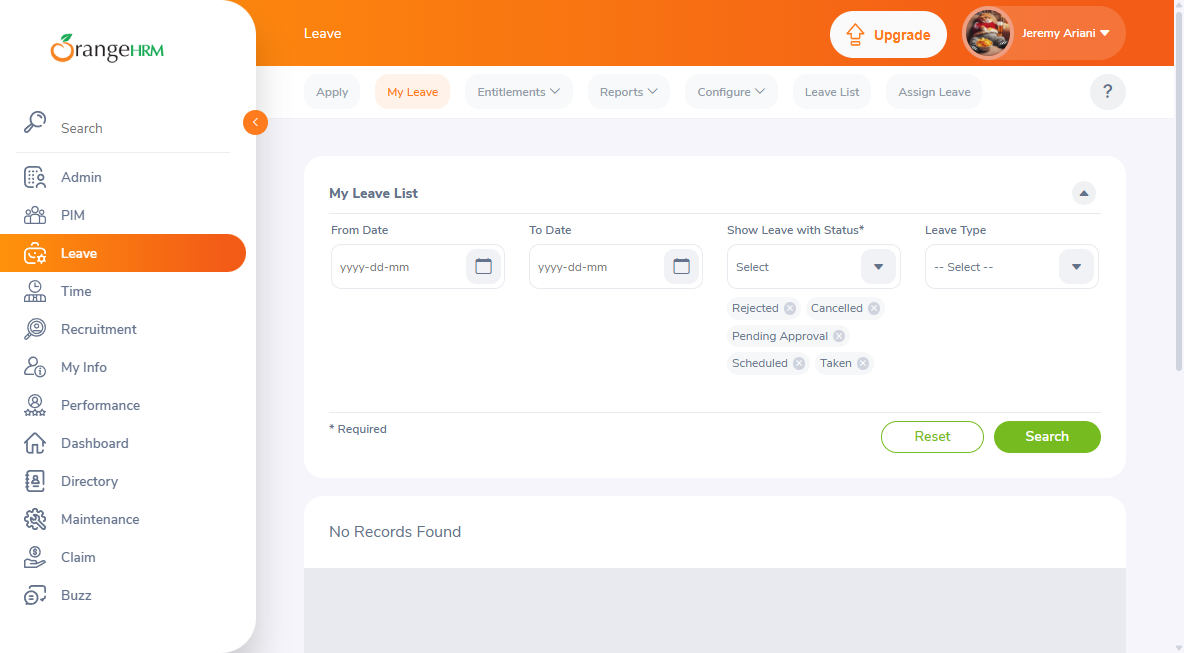 OrangeHRM
Leave
Upgrade
Jeremy Ariani
Apply
My Leave
Entitlements
Reports
Configure
Leave List
Assign Leave
?
Search
Admin
PIM
Leave
Time
Recruitment
My Info
Performance
Dashboard
Directory
Maintenance
Claim
Buzz
My Leave List
From Date
To Date
Show Leave with Status*
Leave Type
yyyy-dd-mm
yyyy-dd-mm
Select
-- Select --
Rejected
Cancelled
Pending Approval
Scheduled
Taken
* Required
Reset
Search
No Records Found